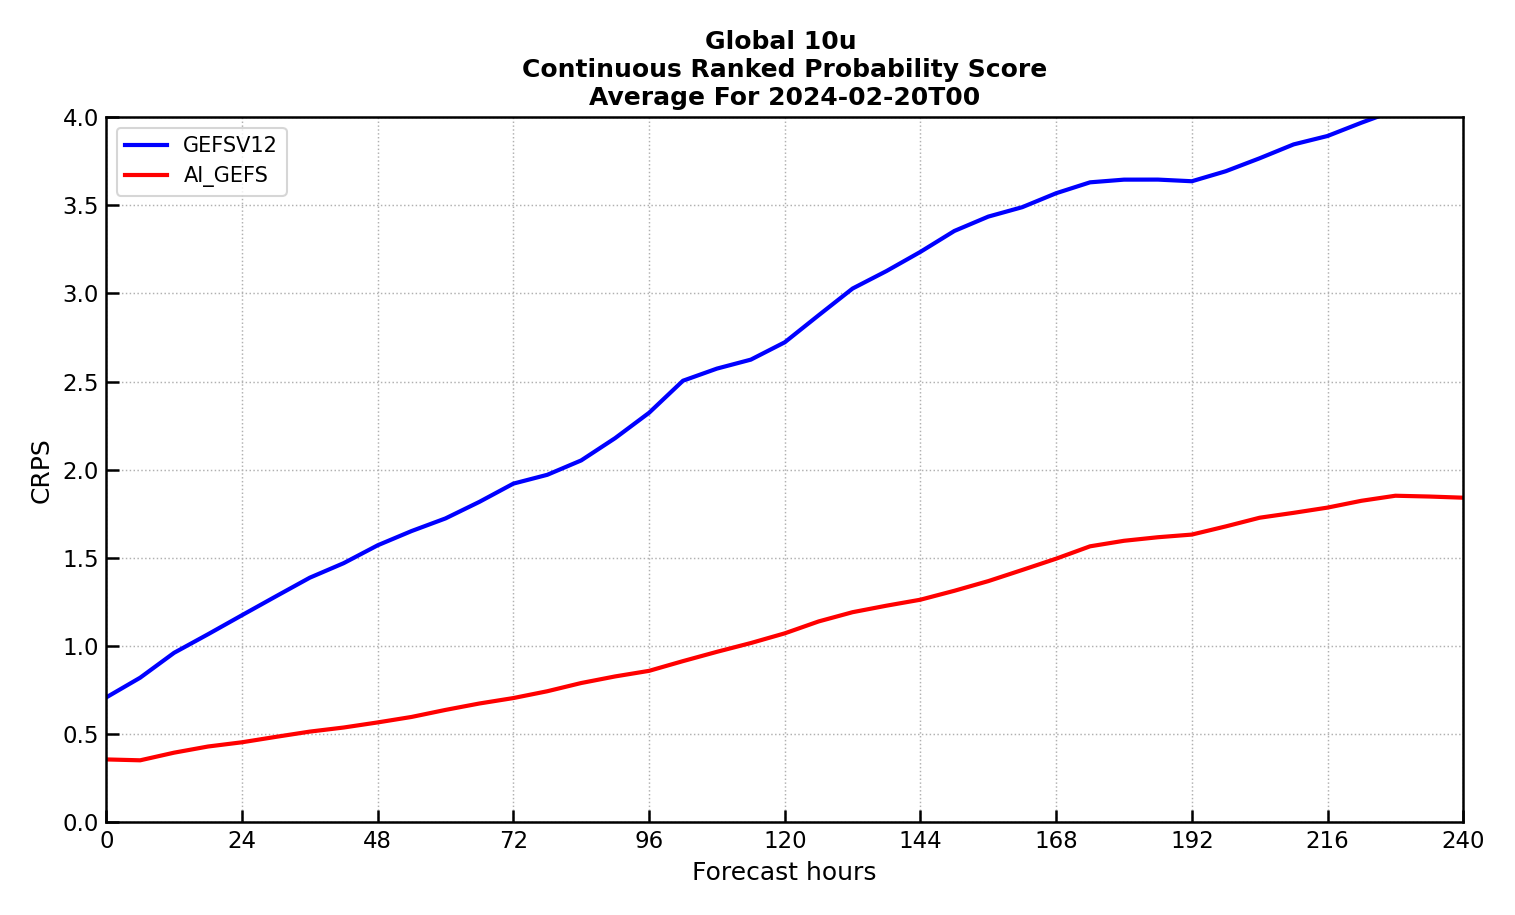 Global 10u
Continuous Ranked Probability Score
Average For 2024-02-20T00
GEFSV12
AI_GEFS
CRPS
4.0
3.5
3.0
2.5
2.0
1.5
1.0
0.5
0.0
0 24 48 72 96 120 144 168 192 216 240
Forecast hours